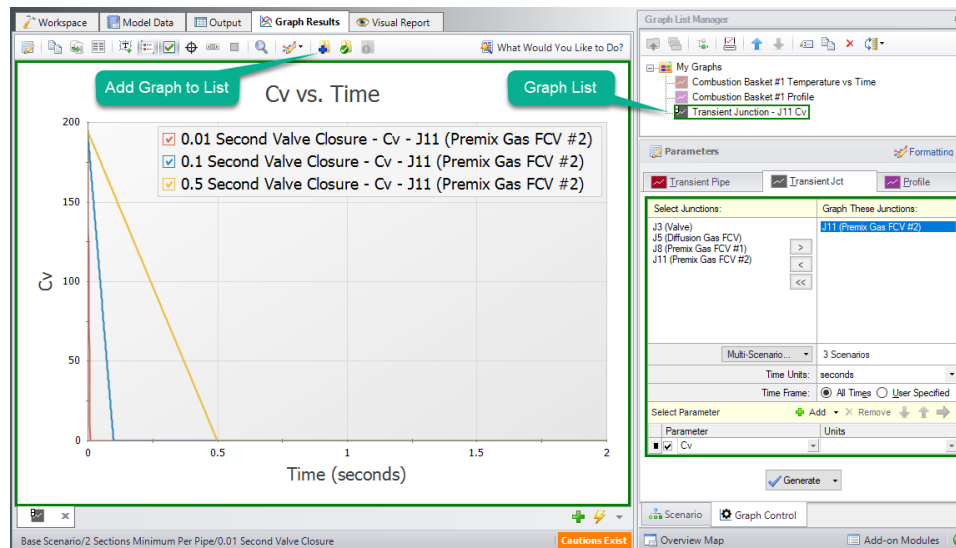 Workspace
Model Data
Output
Graph Results
Visual Report
What Would You Like to Do?
Add Graph to List
Cv vs. Time
0.01 Second Valve Closure - Cv - J11 (Premix Gas FCV #2)
0.1 Second Valve Closure - Cv - J11 (Premix Gas FCV #2)
0.5 Second Valve Closure - Cv - J11 (Premix Gas FCV #2)
200
150
100
50
0
Cv
0
0.5
1
1.5
2
Time (seconds)
Base Scenario/2 Sections Minimum Per Pipe/0.01 Second Valve Closure
Cautions Exist
Graph List Manager
Graph List
My Graphs
Combustion Basket #1 Temperature vs Time
Combustion Basket #1 Profile
Transient Junction - J11 Cv
Parameters
Formatting
Transient Pipe
Transient Jct
Profile
Select Junctions:
Graph These Junctions:
J3 (Valve)
J5 (Diffusion Gas FCV)
J8 (Premix Gas FCV #1)
J11 (Premix Gas FCV #2)
>
<
<<
J11 (Premix Gas FCV #2)
Multi-Scenario...
3 Scenarios
Time Units:
seconds
Time Frame:
All Times
User Specified
Select Parameter
Add
Remove
Parameter
Units
Cv
Generate
Scenario
Graph Control
Overview Map
Add-on Modules